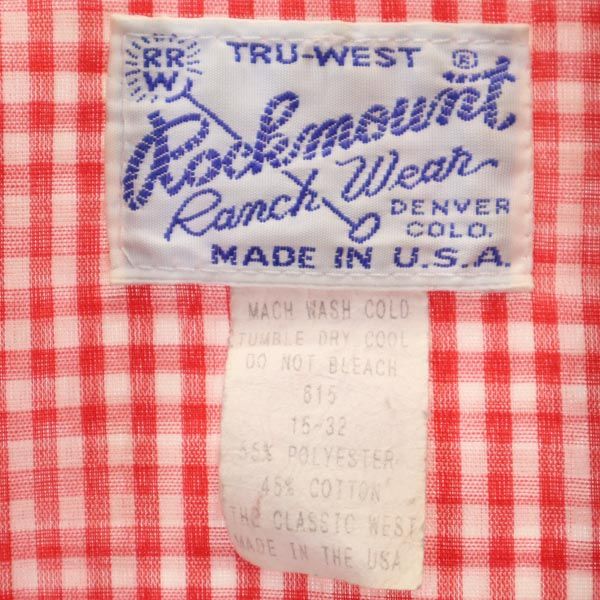 RR
W
TRU-WEST ®
Rockmount
Ranch Wear
DENVER
COLO.
MADE IN U.S.A.
MACH WASH COLD
TUMBLE DRY COOL
DO NOT BLEACH
615
15-32
55% POLYESTER
45% COTTON
THE CLASSIC WEST
MADE IN THE USA